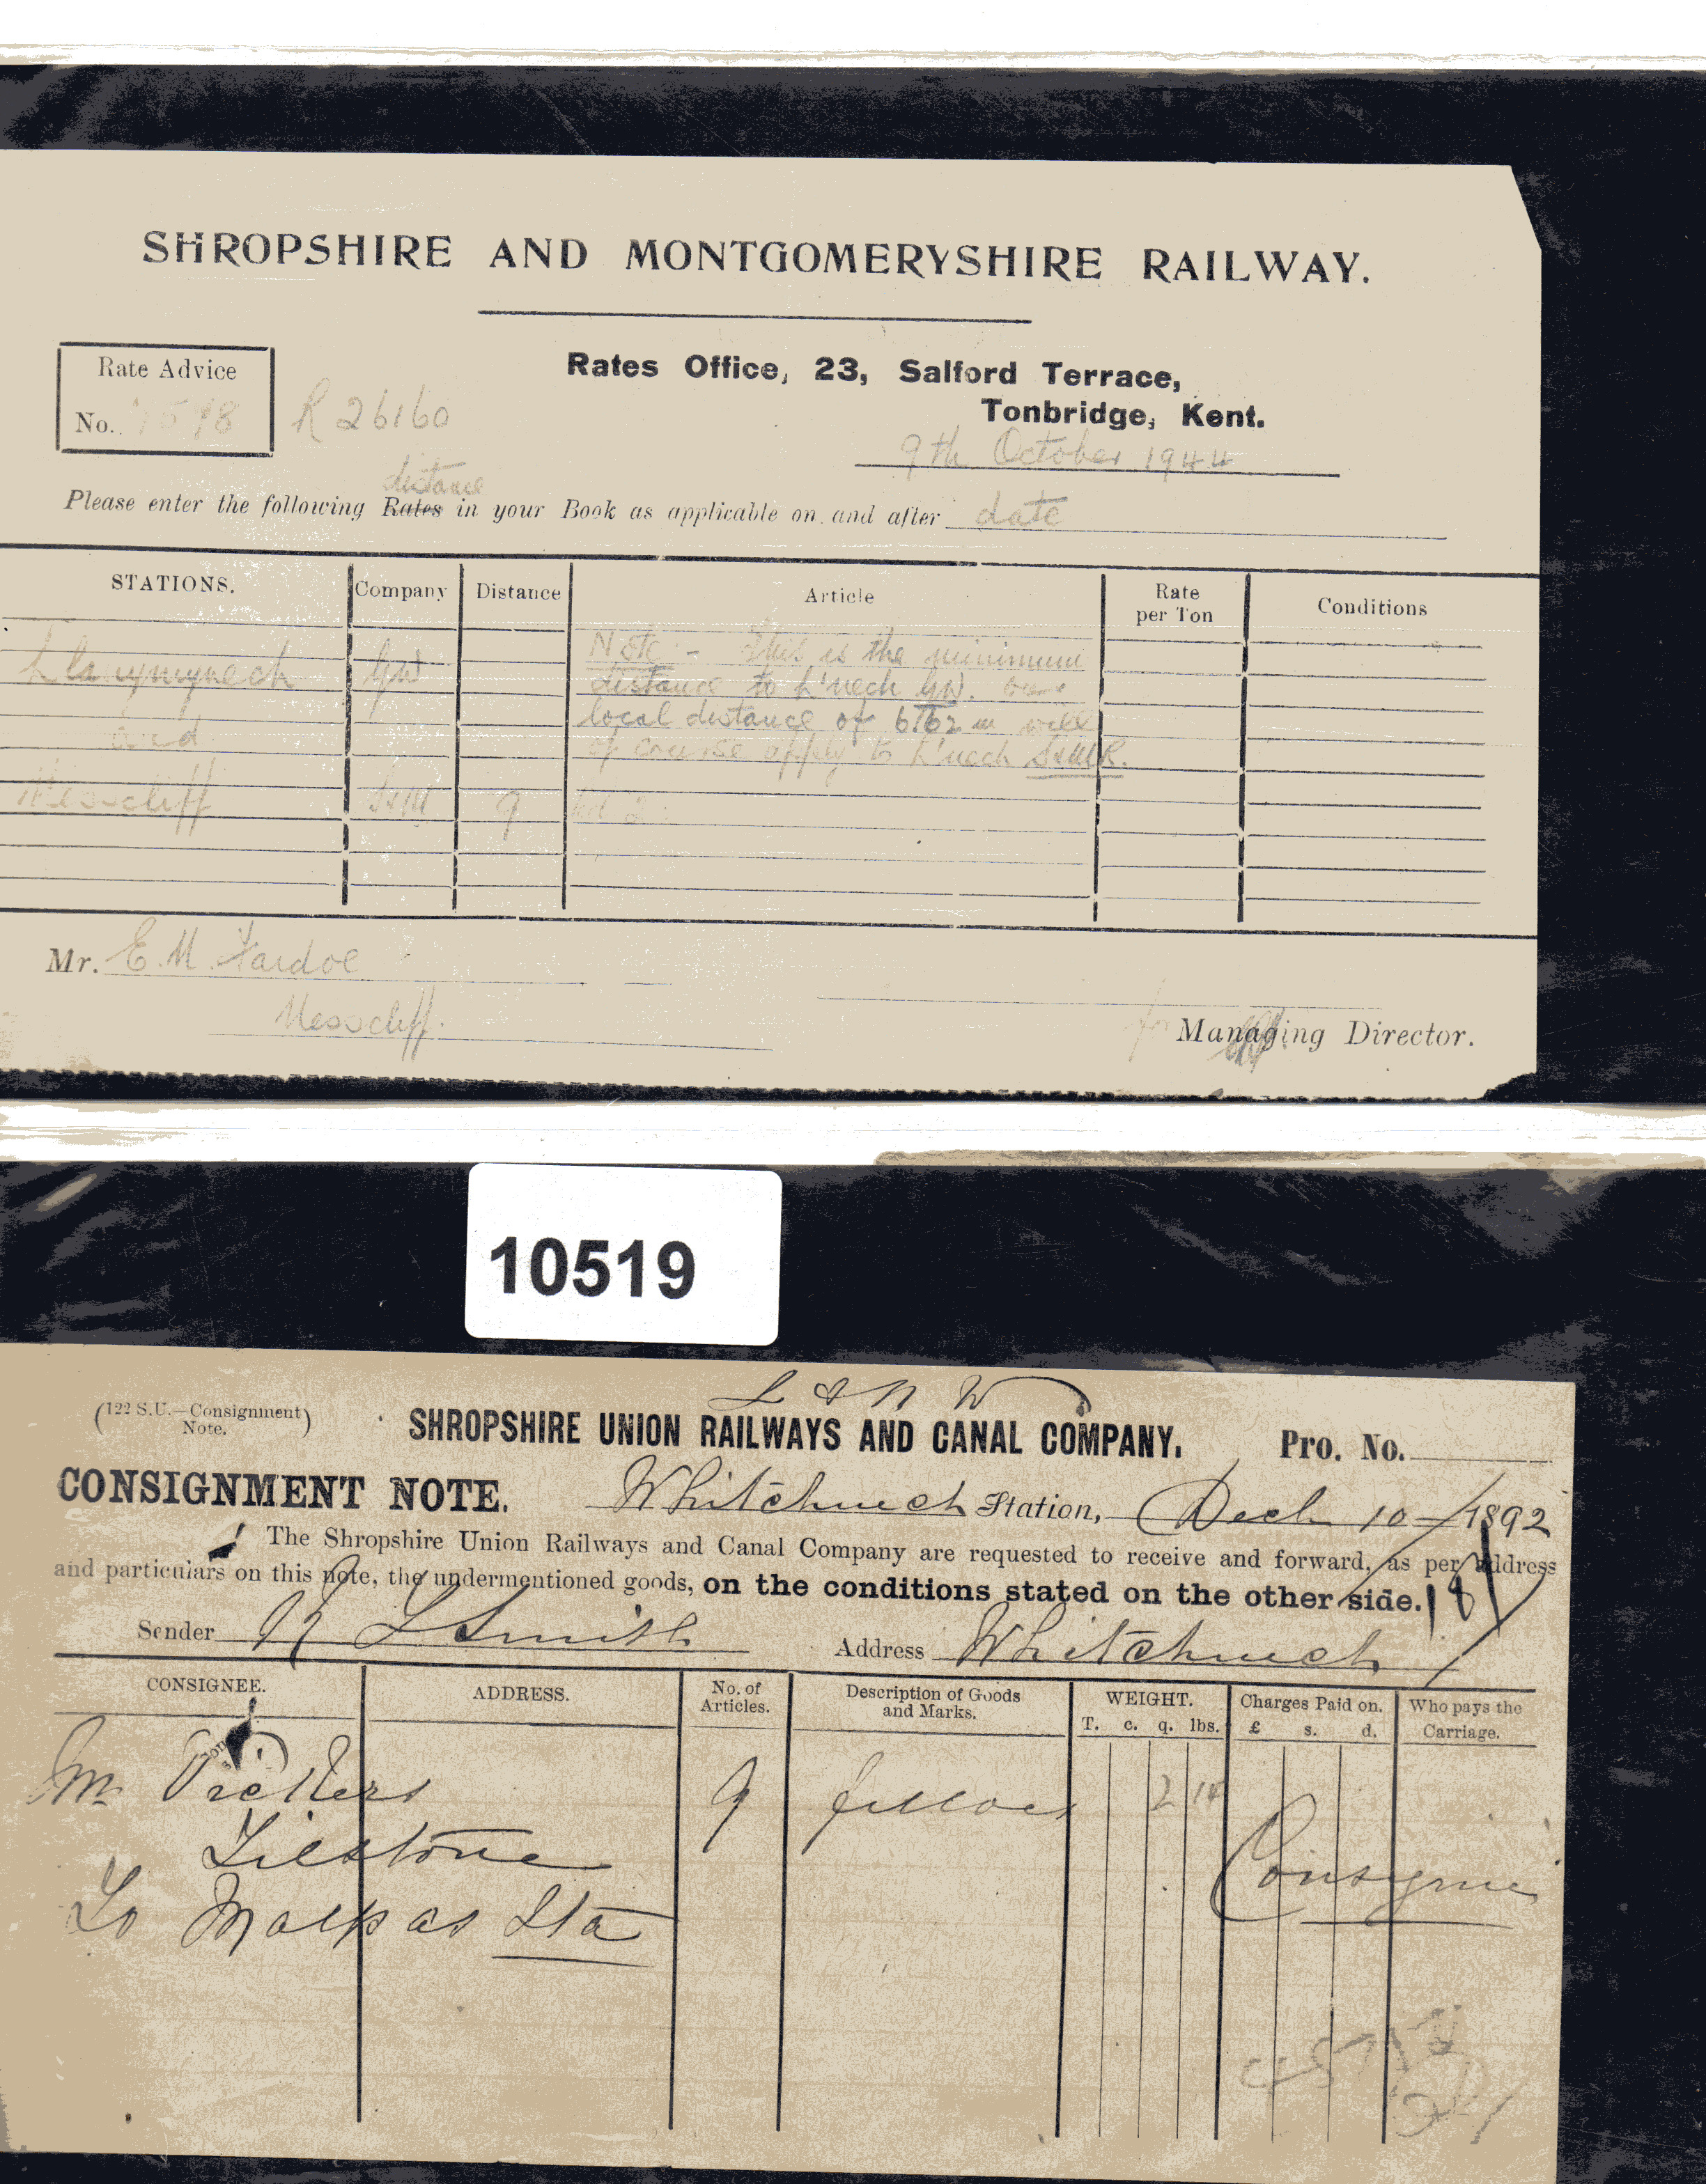 SHROPSHIRE AND MONTGOMERYSHIRE RAILWAY.
Rate Advice
No.
R 26160
Rates Office, 23, Salford Terrace,
Tonbridge, Kent.
9th October 1944
distance
Please enter the following Rates in your Book as applicable on and after date
STATIONS. Company Distance Article Rate per Ton Conditions
Note :- This is the minimum
Llanymynech GW distance to L'nech GW.
local distance of 6.62 m will
and of course apply to L'nech S&MR.
Nesscliff S&M 9
Mr. E. M. Pardoe
Nesscliff.
for Managing Director.
10519
L & N W
(122 S.U.—Consignment Note.)
SHROPSHIRE UNION RAILWAYS AND CANAL COMPANY.
Pro. No.
CONSIGNMENT NOTE. Whitchurch Station, Dec 10 1892
The Shropshire Union Railways and Canal Company are requested to receive and forward, as per address
and particulars on this note, the undermentioned goods, on the conditions stated on the other side.
Sender Smith Address Whitchurch
CONSIGNEE. ADDRESS. No. of Articles. Description of Goods and Marks. WEIGHT. Charges Paid on. Who pays the Carriage.
T. c. q. lbs. £ s. d.
Mr Vickers 9 felloes 2 14
Tilstone Consignee
To Malpas Sta